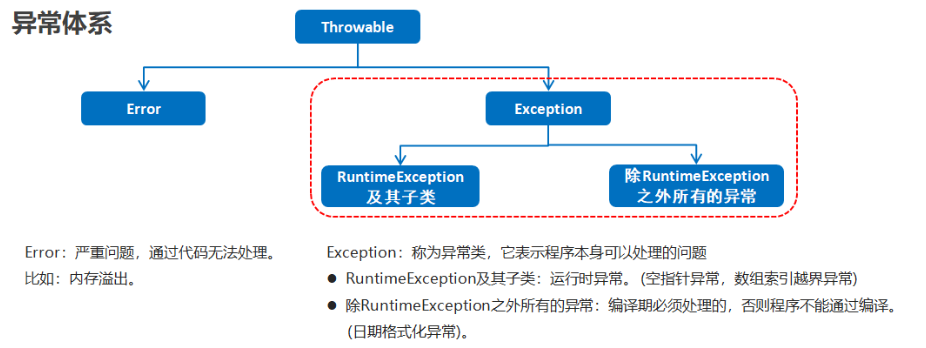 异常体系
Throwable
Error
Exception
RuntimeException
及其子类
除RuntimeException
之外所有的异常
Error：严重问题，通过代码无法处理。
比如：内存溢出。
Exception：称为异常类，它表示程序本身可以处理的问题
● RuntimeException及其子类：运行时异常。(空指针异常，数组索引越界异常)
● 除RuntimeException之外所有的异常：编译期必须处理的，否则程序不能通过编译。
(日期格式化异常)。